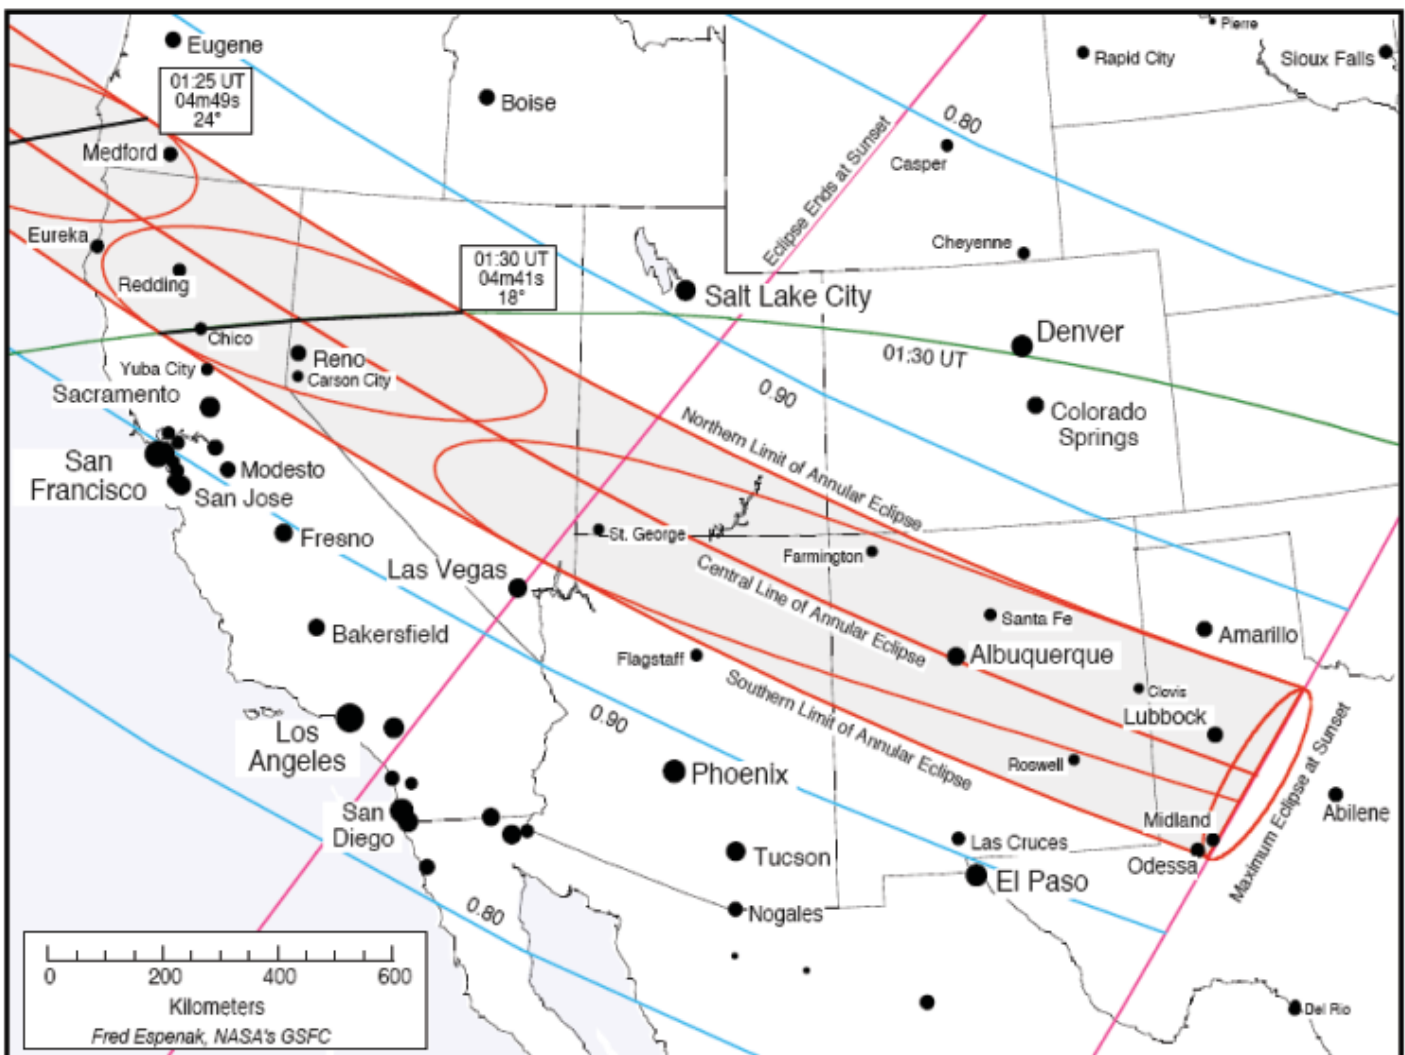 Pierre
Eugene
Rapid City
Sioux Falls
01:25 UT
04m49s
24°
Boise
0.80
Medford
Casper
Eclipse Ends at Sunset
Eureka
Cheyenne
01:30 UT
04m41s
18°
Redding
Salt Lake City
Chico
Denver
Reno
01:30 UT
Yuba City
Carson City
Sacramento
0.90
Colorado
Springs
Northern Limit of Annular Eclipse
San
Francisco
Modesto
San Jose
Fresno
St. George
Farmington
Las Vegas
Central Line of Annular Eclipse
Santa Fe
Bakersfield
Amarillo
Flagstaff
Albuquerque
Southern Limit of Annular Eclipse
Clovis
0.90
Lubbock
Los
Angeles
Maximum Eclipse at Sunset
Roswell
Phoenix
San
Diego
Midland
Abilene
Las Cruces
Tucson
Odessa
El Paso
0.80
Nogales
0
200
400
600
Kilometers
Del Rio
Fred Espenak, NASA's GSFC